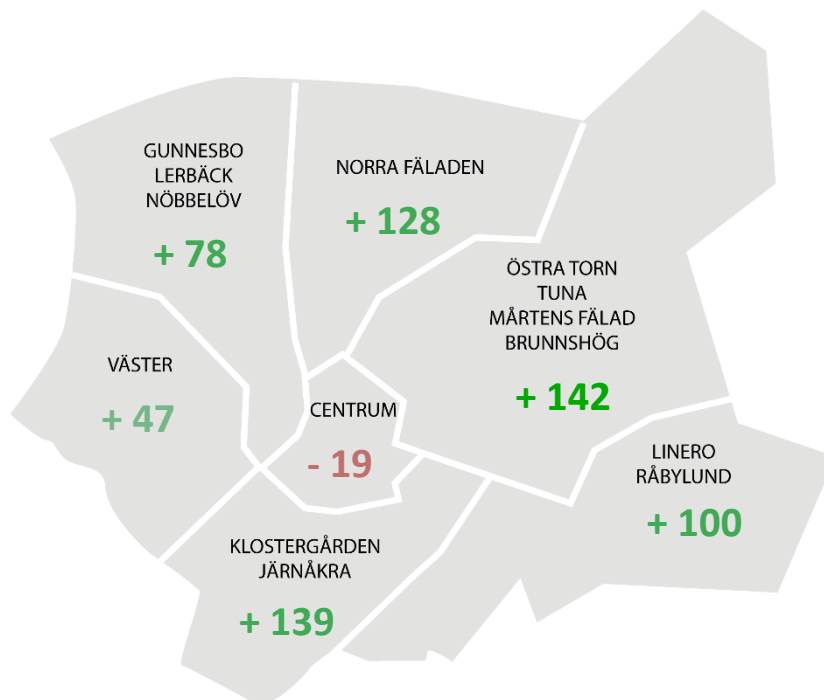 GUNNESBO
LERBÄCK
NÖBBELÖV
+ 78
NORRA FÄLADEN
+ 128
ÖSTRA TORN
TUNA
MÅRTENS FÄLAD
BRUNNSHÖG
+ 142
VÄSTER
+ 47
CENTRUM
- 19
LINERO
RÅBYLUND
+ 100
KLOSTERGÅRDEN
JÄRNÅKRA
+ 139